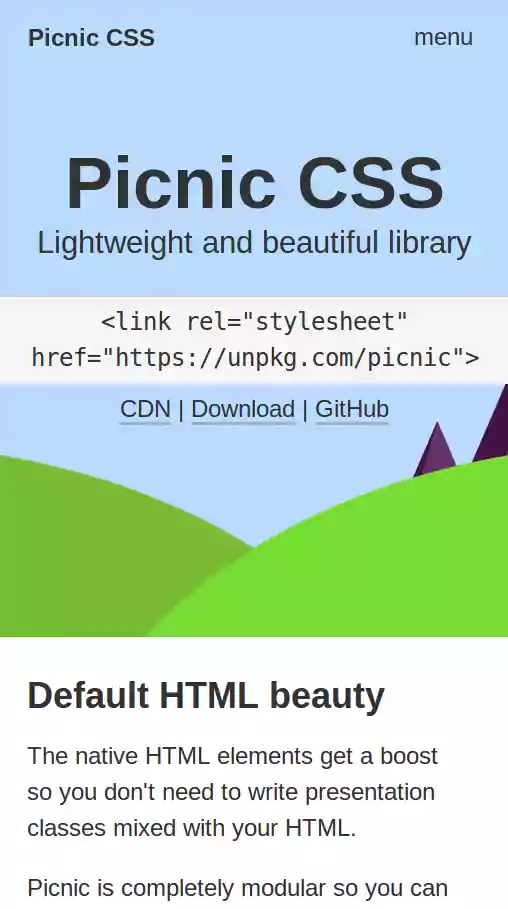 Picnic CSS
menu
Picnic CSS
Lightweight and beautiful library
<link rel="stylesheet"
href="https://unpkg.com/picnic">
CDN | Download | GitHub
Default HTML beauty
The native HTML elements get a boost
so you don't need to write presentation
classes mixed with your HTML.
Picnic is completely modular so you can